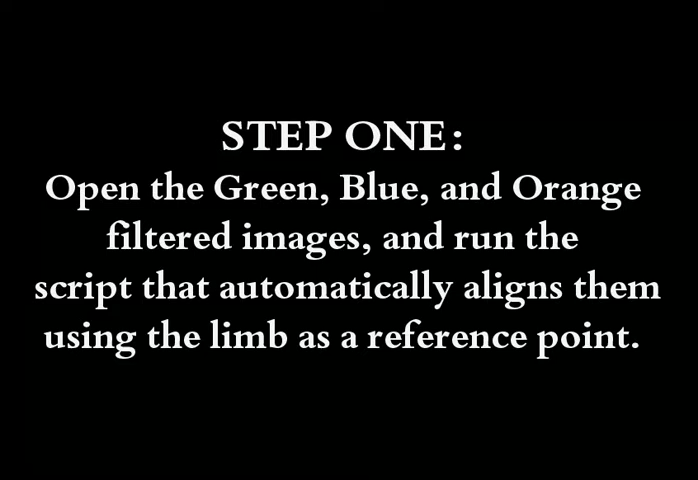 STEP ONE:
Open the Green, Blue, and Orange
filtered images, and run the
script that automatically aligns them
using the limb as a reference point.